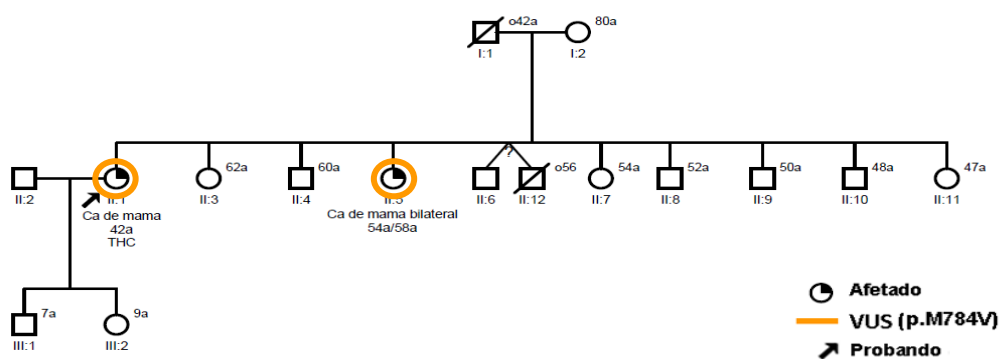 o42a 80a
I:1 I:2
?
62a 60a o56 54a 52a 50a 48a 47a
II:2 II:1 II:3 II:4 II:5 II:6 II:12 II:7 II:8 II:9 II:10 II:11
Ca de mama
42a
THC
Ca de mama bilateral
54a/58a
7a 9a
III:1 III:2
Afetado
VUS (p.M784V)
Probando